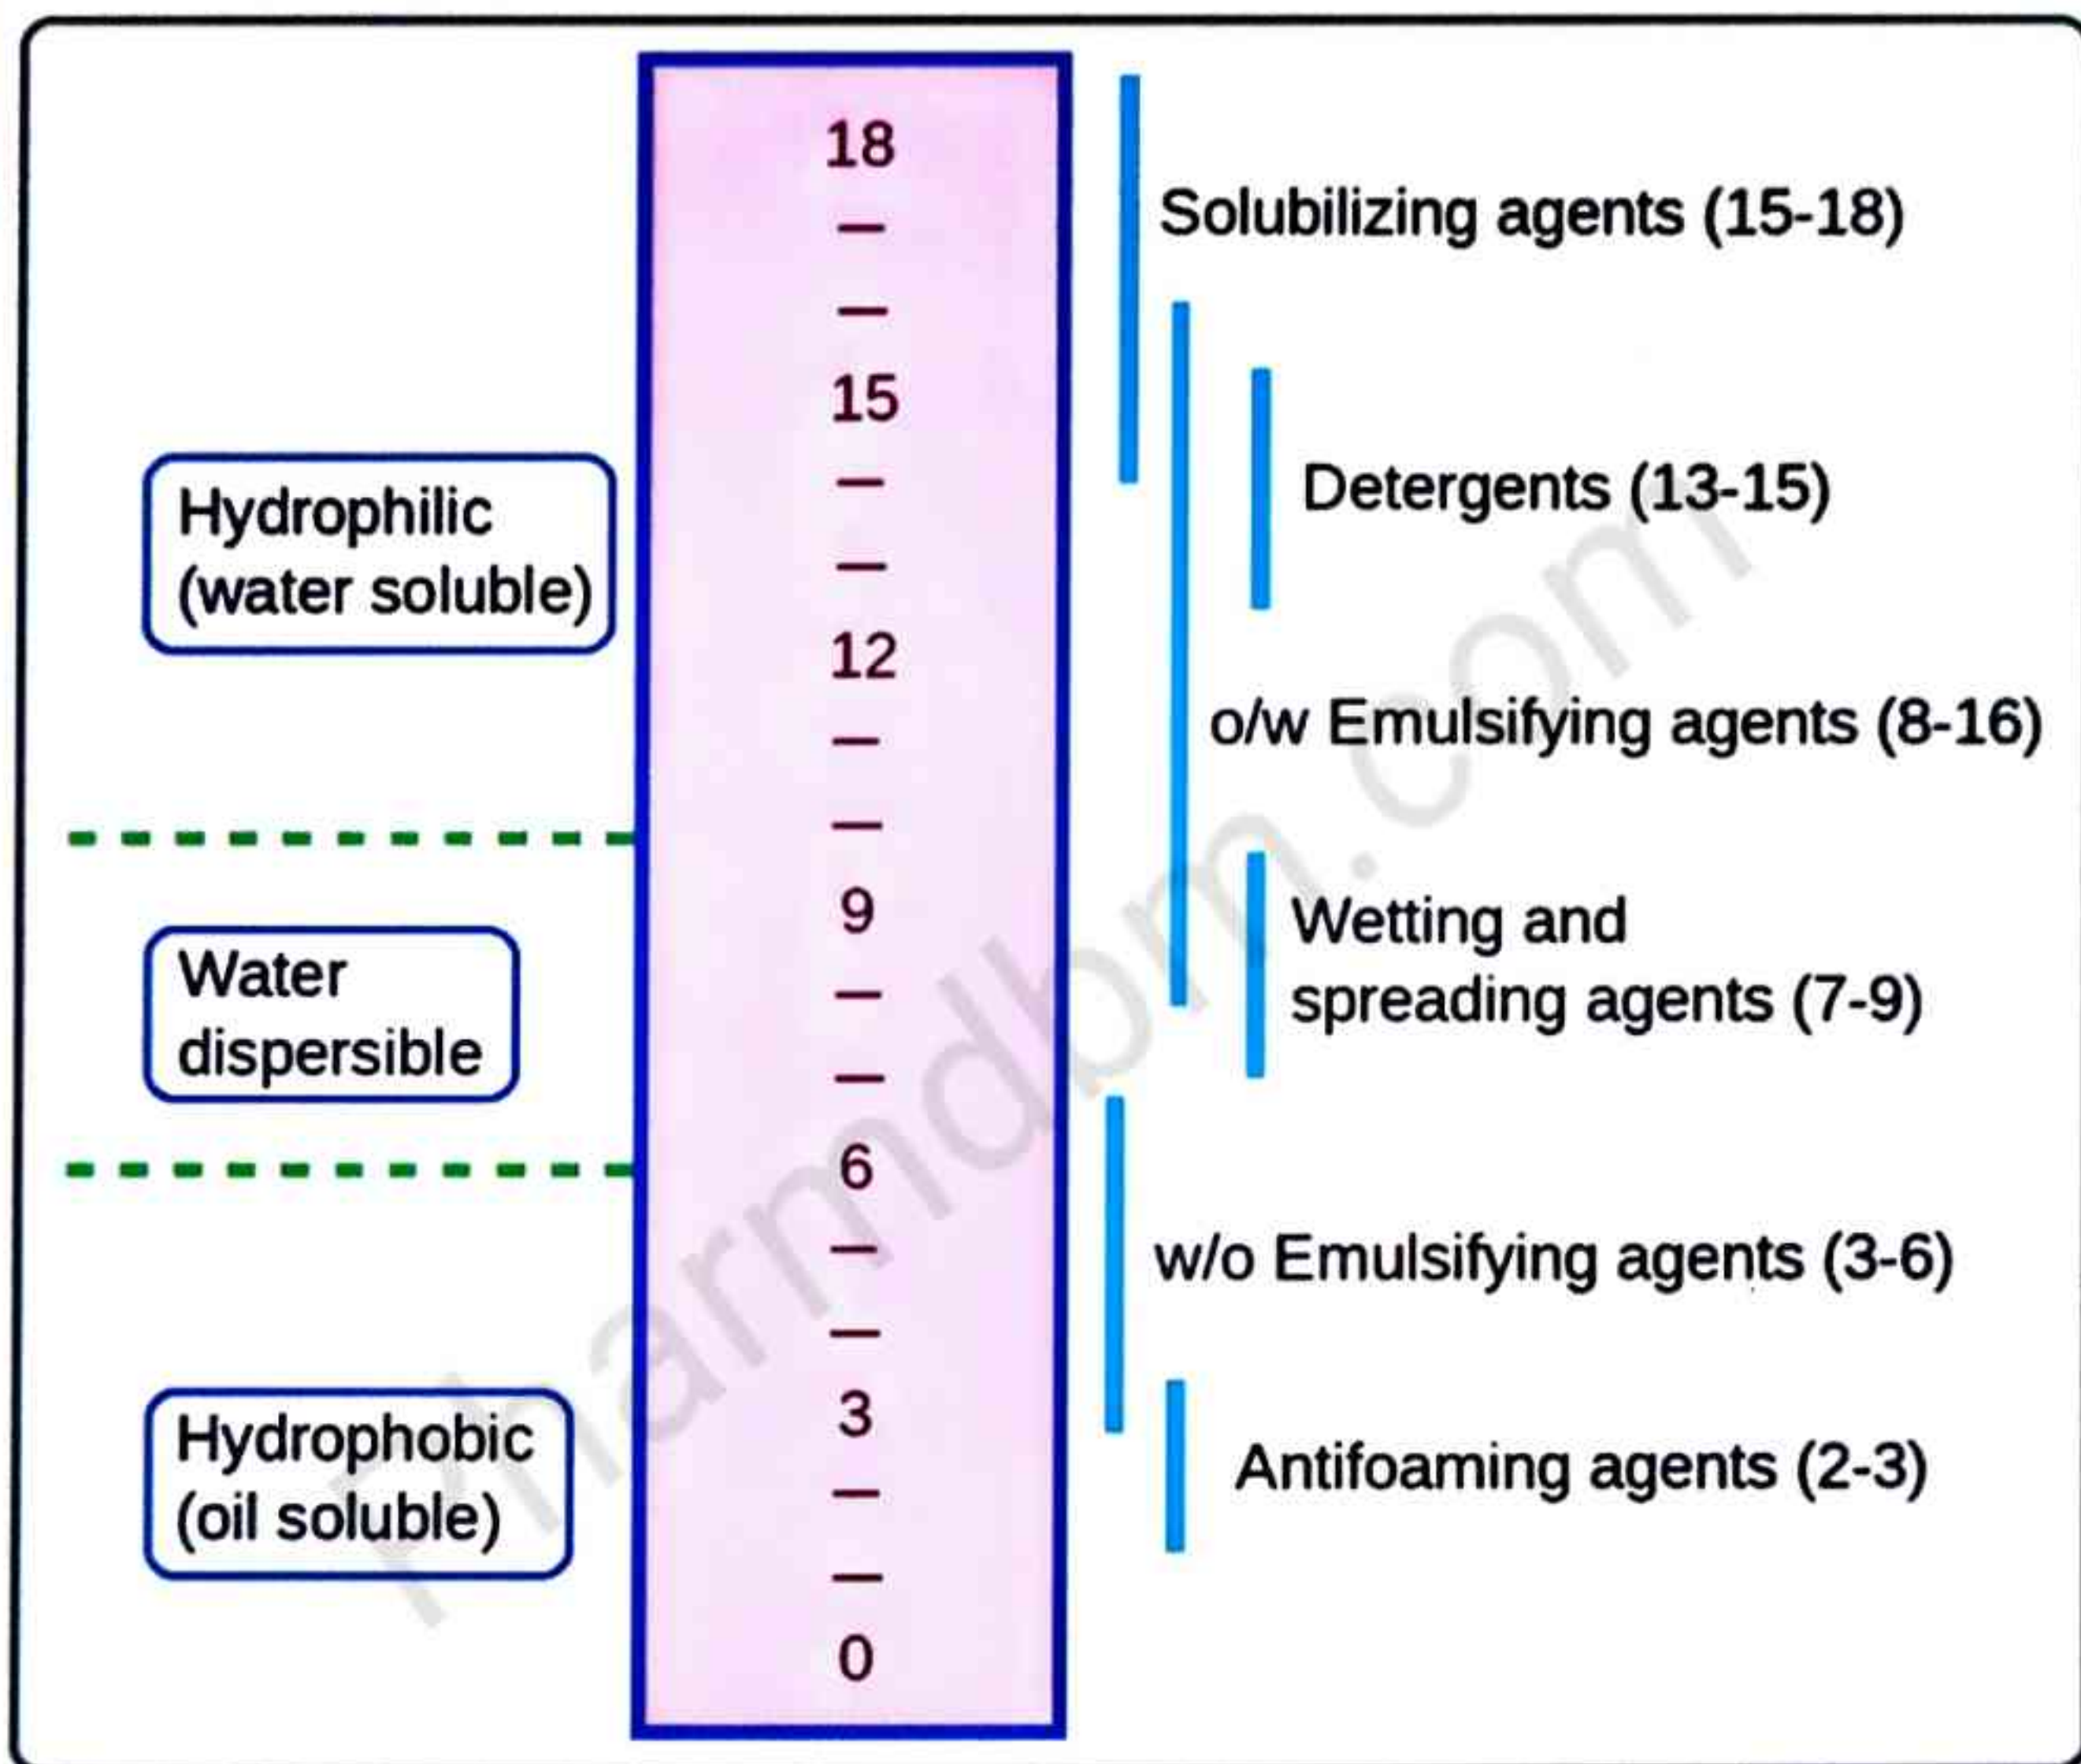 18
–
Solubilizing agents (15-18)
–
15
–
Detergents (13-15)
Hydrophilic
(water soluble)
–
12
o/w Emulsifying agents (8-16)
–
–
9
Wetting and
spreading agents (7-9)
Water
dispersible
–
–
6
w/o Emulsifying agents (3-6)
–
–
3
Antifoaming agents (2-3)
Hydrophobic
(oil soluble)
–
–
0
Pharmdbm.com